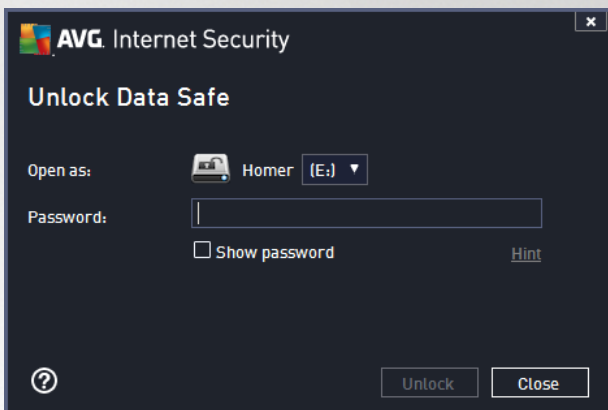 AVG. Internet Security
x
Unlock Data Safe
Open as: Homer (E:) ▼
Password:
Show password Hint
? Unlock Close